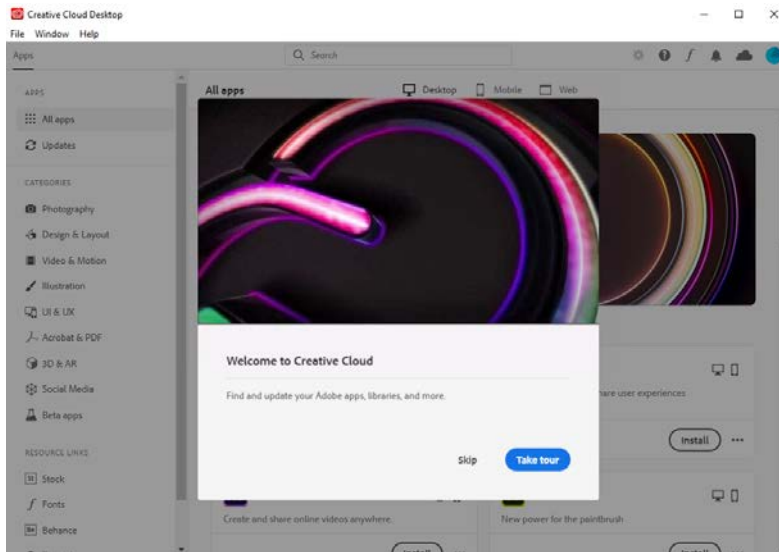 Creative Cloud Desktop
File Window Help
Apps
Search
APPS
All apps
Updates
CATEGORIES
Photography
Design & Layout
Video & Motion
Illustration
UI & UX
Acrobat & PDF
3D & AR
Social Media
Beta apps
RESOURCE LINKS
Stock
Fonts
Behance
All apps
Desktop Mobile Web
Welcome to Creative Cloud
Find and update your Adobe apps, libraries, and more.
Skip Take tour
hare user experiences
Install
Create and share online videos anywhere.
New power for the paintbrush
Install
Install